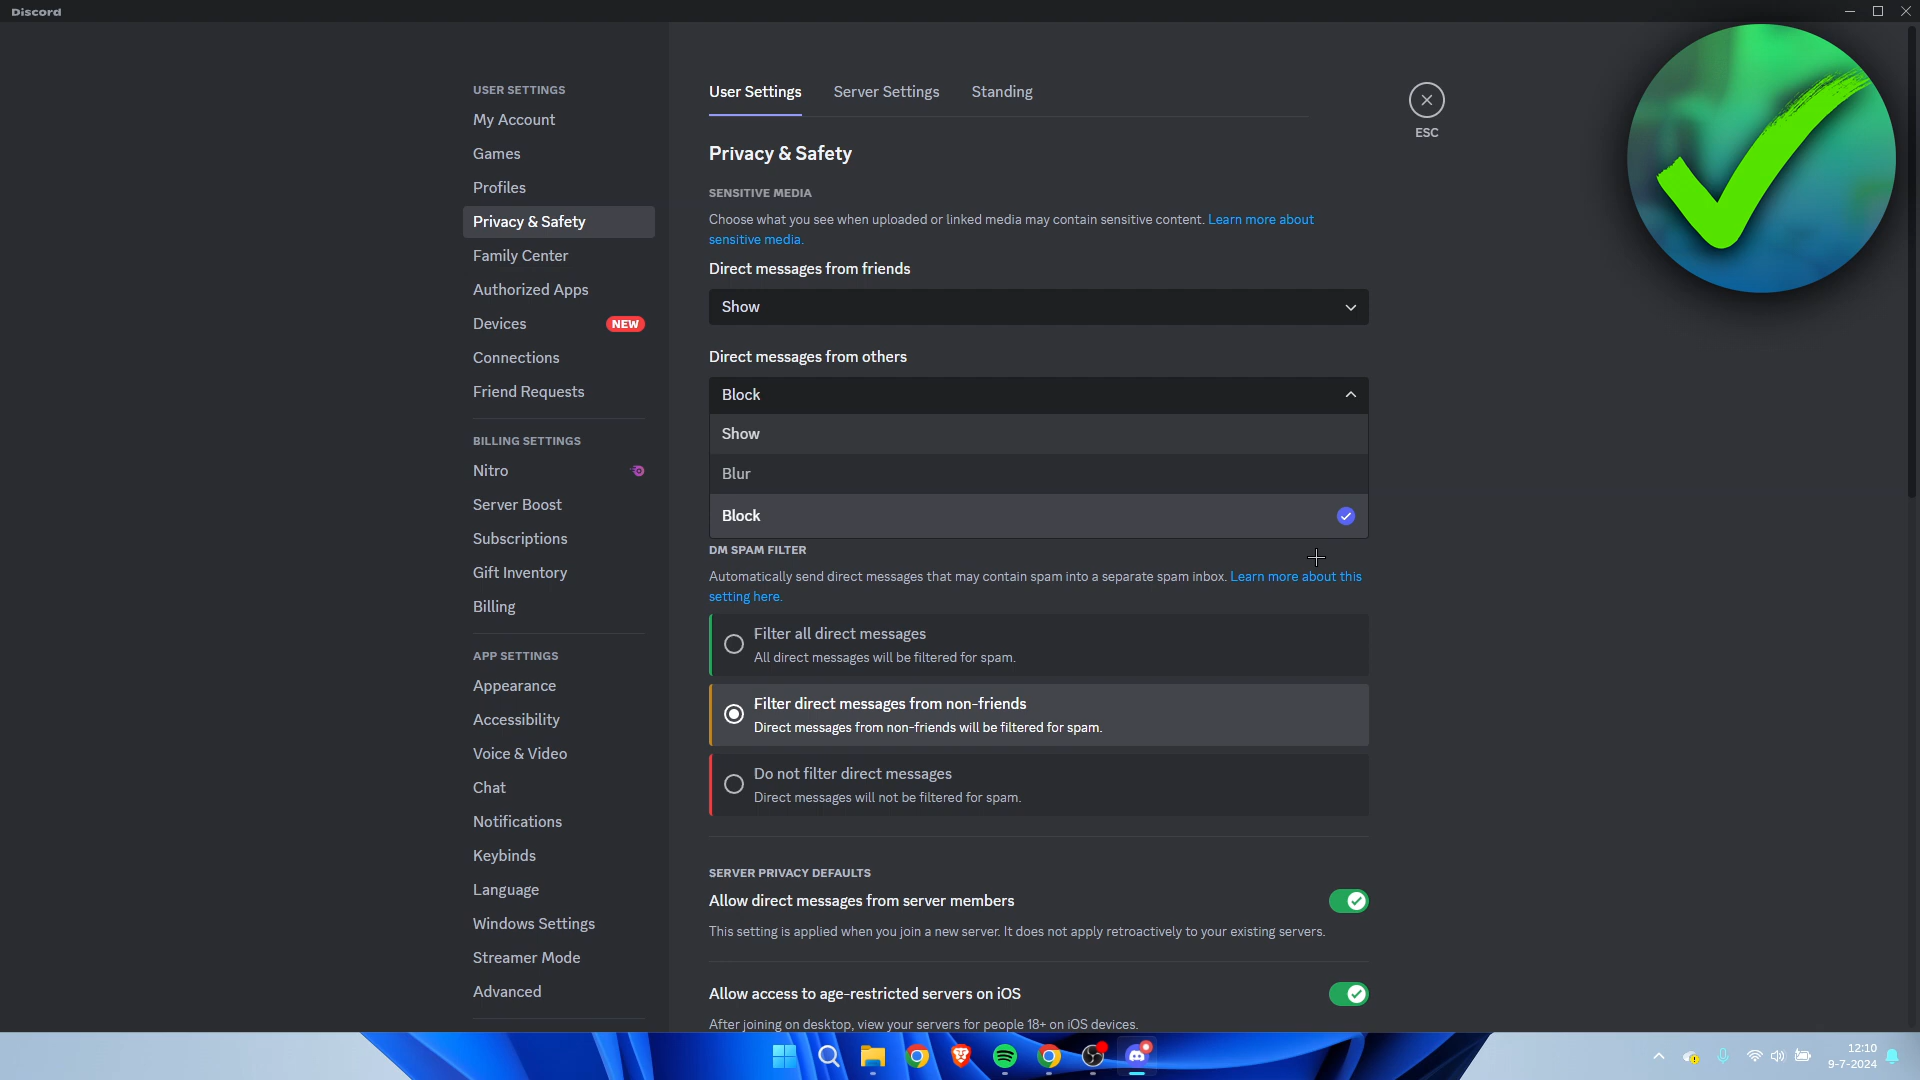 Discord
USER SETTINGS
My Account
Games
Profiles
Privacy & Safety
Family Center
Authorized Apps
Devices NEW
Connections
Friend Requests
BILLING SETTINGS
Nitro
Server Boost
Subscriptions
Gift Inventory
Billing
APP SETTINGS
Appearance
Accessibility
Voice & Video
Chat
Notifications
Keybinds
Language
Windows Settings
Streamer Mode
Advanced
User Settings Server Settings Standing
ESC
Privacy & Safety
SENSITIVE MEDIA
Choose what you see when uploaded or linked media may contain sensitive content. Learn more about
sensitive media.
Direct messages from friends
Show
Direct messages from others
Block
Show
Blur
Block
DM SPAM FILTER
Automatically send direct messages that may contain spam into a separate spam inbox. Learn more about this
setting here.
Filter all direct messages
All direct messages will be filtered for spam.
Filter direct messages from non-friends
Direct messages from non-friends will be filtered for spam.
Do not filter direct messages
Direct messages will not be filtered for spam.
SERVER PRIVACY DEFAULTS
Allow direct messages from server members
This setting is applied when you join a new server. It does not apply retroactively to your existing servers.
Allow access to age-restricted servers on iOS
After joining on desktop, view your servers for people 18+ on iOS devices.
12:10
9-7-2024